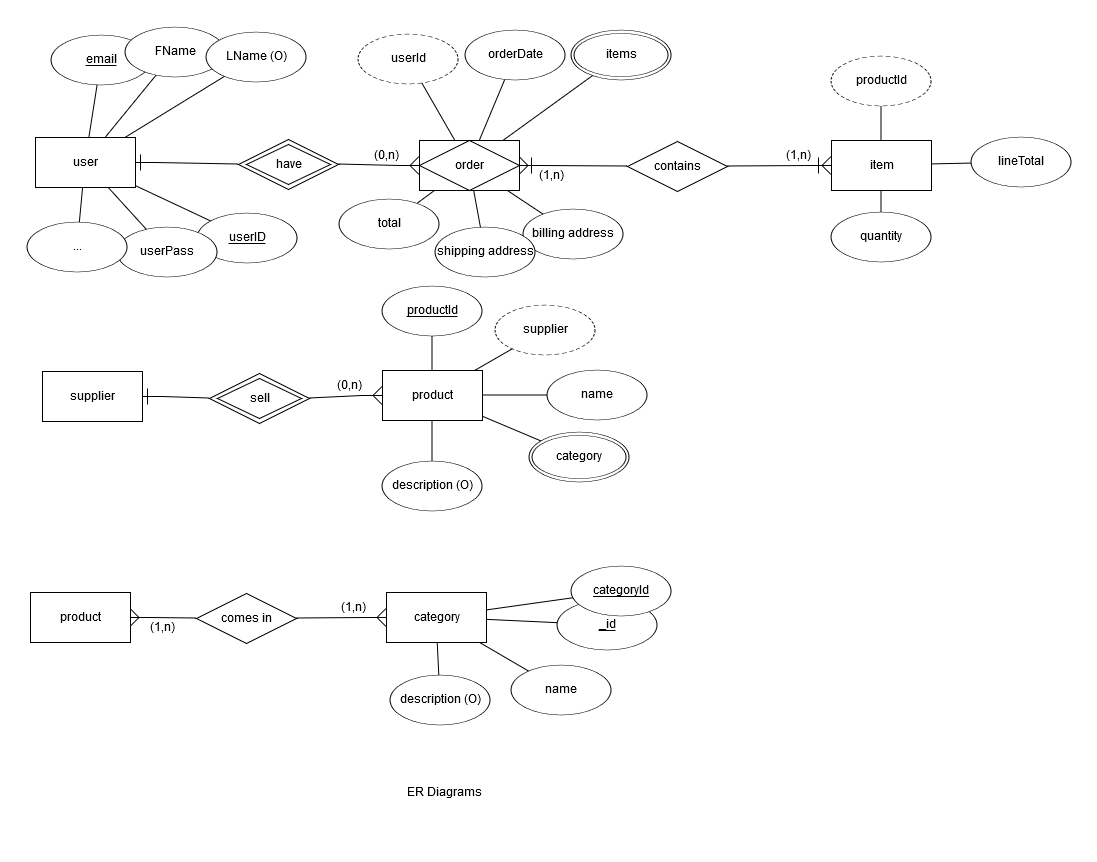 email
FName
LName (O)
userId
orderDate
items
productId
user
have
(0,n)
order
(1,n)
contains
(1,n)
item
lineTotal
...
userPass
userID
total
shipping address
billing address
quantity
productId
supplier
supplier
sell
(0,n)
product
name
category
description (O)
product
(1,n)
comes in
(1,n)
category
categoryId
_id
description (O)
name
ER Diagrams